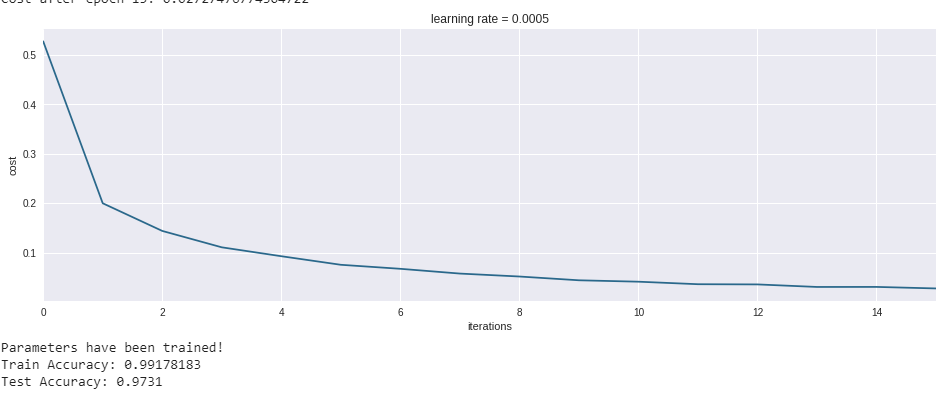 learning rate = 0.0005
0.5
0.4
0.3
0.2
0.1
cost
0 2 4 6 8 10 12 14
iterations
Parameters have been trained!
Train Accuracy: 0.99178183
Test Accuracy: 0.9731